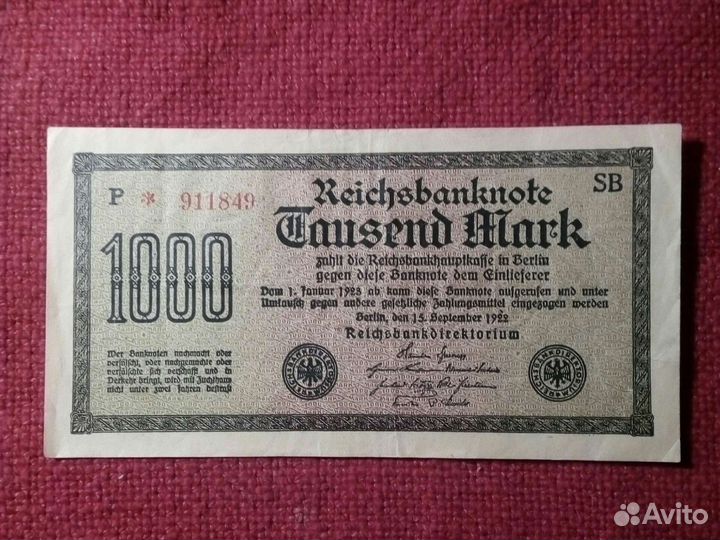 P * 911849
SB
Reichsbanknote
1000
Tausend Mark
zahlt die Reichsbankhauptkasse in Berlin
gegen diese Banknote dem Einlieferer
Vom 1. Januar 1923 ab kann diese Banknote aufgerufen und unter
Umtausch gegen andere gesetzliche Zahlungsmittel eingezogen werden
Berlin, den 15. September 1922
Reichsbankdirektorium
Wer Banknoten nachmacht oder
verfälscht, oder nachgemachte oder
verfälschte sich verschafft und in
Verkehr bringt, wird mit Zuchthaus
nicht unter zwei Jahren bestraft
Avito